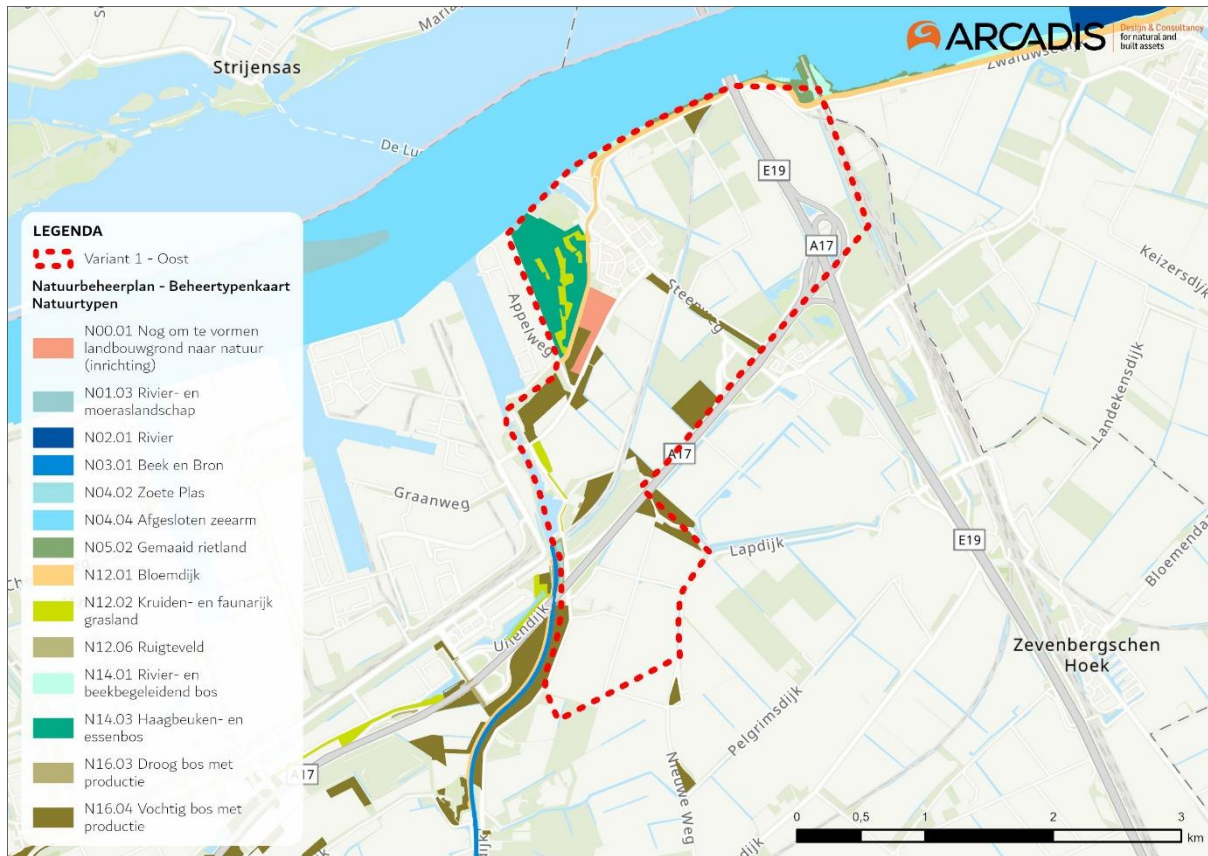 Strijensas
ARCADIS
Design & Consultancy
for natural and
built assets
E19
LEGENDA
Variant 1 - Oost
Natuurbeheerplan - Beheertypenkaart
Natuurtypen
N00.01 Nog om te vormen
landbouwgrond naar natuur
(inrichting)
N01.03 Rivier- en
moeraslandschap
N02.01 Rivier
N03.01 Beek en Bron
N04.02 Zoete Plas
N04.04 Afgesloten zeearm
N05.02 Gemaaid rietland
N12.01 Bloemdijk
N12.02 Kruiden- en faunarijk
grasland
N12.06 Ruigteveld
N14.01 Rivier- en
beekbegeleidend bos
N14.03 Haagbeuken- en
essenbos
N16.03 Droog bos met
productie
N16.04 Vochtig bos met
productie
A17
Keizersdijk
Steenweg
Appelweg
Landekensdijk
A17
Graanweg
Lapdijk
E19
Zevenbergschen
Hoek
Pelgrimsdijk
Nieuwe Weg
A17
0 0,5 1 2 3
km